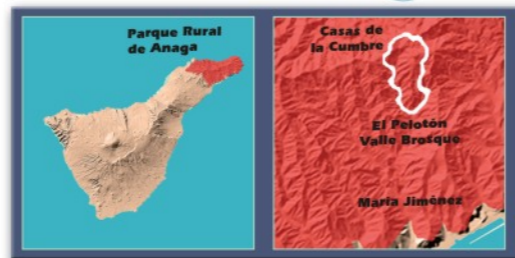 Parque Rural
de Anaga
Casas de
la Cumbre
El Pelotón
Valle Brosque
María Jiménez